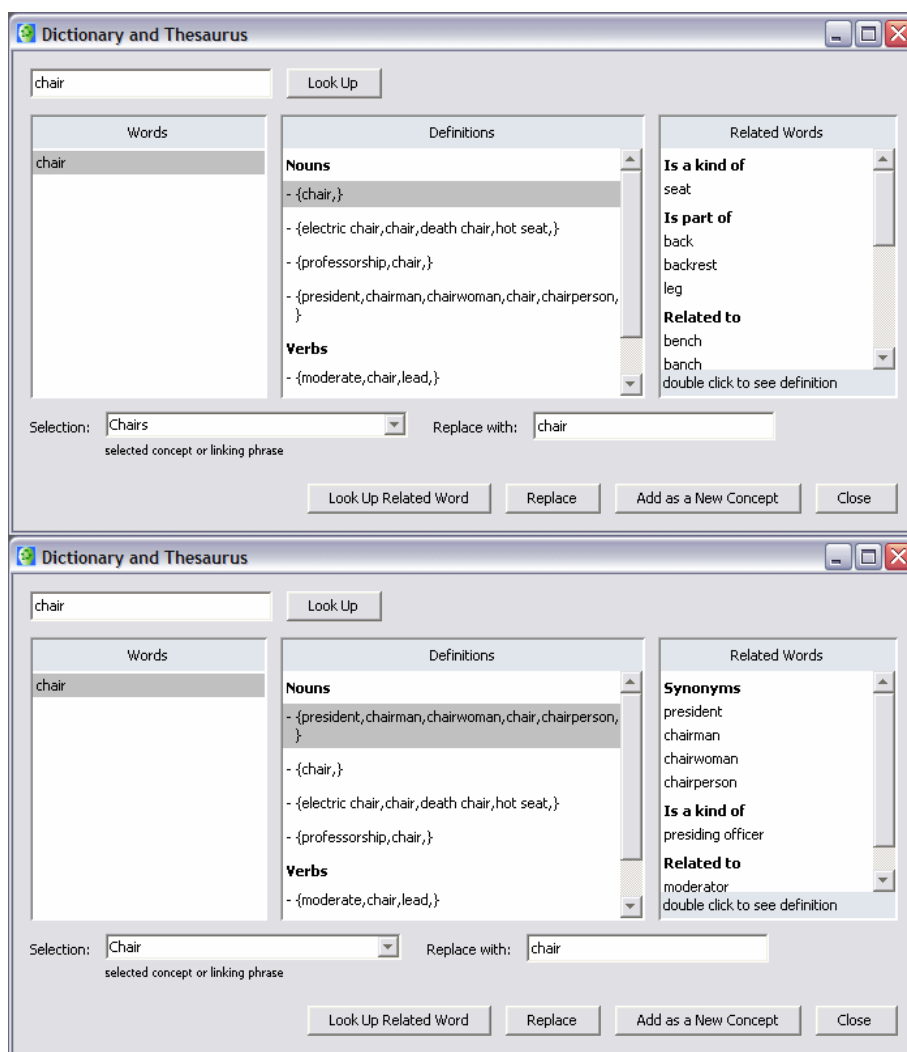 Dictionary and Thesaurus
chair
Look Up
Words
Definitions
Related Words
chair
Nouns
- {chair,}
- {electric chair,chair,death chair,hot seat,}
- {professorship,chair,}
- {president,chairman,chairwoman,chair,chairperson,
}
Verbs
- {moderate,chair,lead,}
Is a kind of
seat
Is part of
back
backrest
leg
Related to
bench
banch
double click to see definition
Selection:
Chairs
Replace with:
chair
selected concept or linking phrase
Look Up Related Word
Replace
Add as a New Concept
Close
Dictionary and Thesaurus
chair
Look Up
Words
Definitions
Related Words
chair
Nouns
- {president,chairman,chairwoman,chair,chairperson,
}
- {chair,}
- {electric chair,chair,death chair,hot seat,}
- {professorship,chair,}
Verbs
- {moderate,chair,lead,}
Synonyms
president
chairman
chairwoman
chairperson
Is a kind of
presiding officer
Related to
moderator
double click to see definition
Selection:
Chair
Replace with:
chair
selected concept or linking phrase
Look Up Related Word
Replace
Add as a New Concept
Close